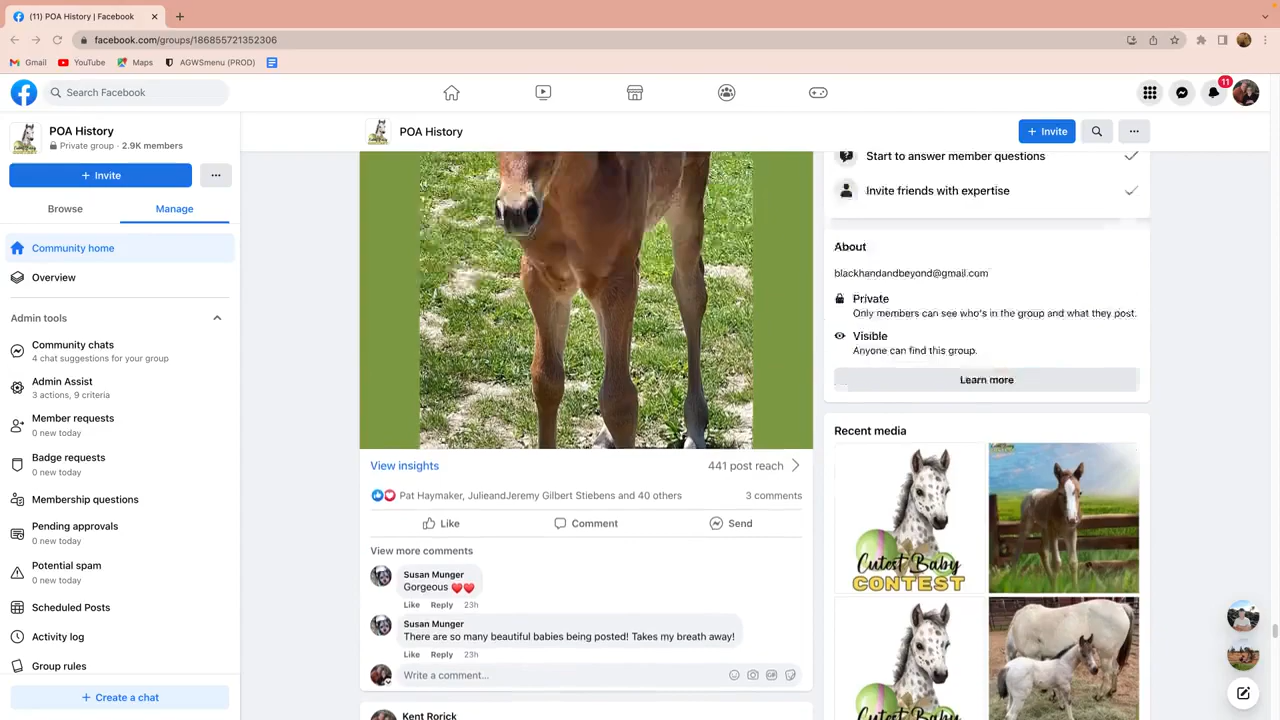 (11) POA History | Facebook
facebook.com/groups/186855721352306
Gmail YouTube Maps AGWSmenu (PROD)
Search Facebook
11
POA History
Private group · 2.9K members
+ Invite
Browse Manage
Community home
Overview
Admin tools
Community chats
4 chat suggestions for your group
Admin Assist
3 actions, 9 criteria
Member requests
0 new today
Badge requests
0 new today
Membership questions
Pending approvals
0 new today
Potential spam
0 new today
Scheduled Posts
Activity log
Group rules
+ Create a chat
POA History
+ Invite
View insights 441 post reach
Pat Haymaker, JulieandJeremy Gilbert Stiebens and 40 others 3 comments
Like Comment Send
View more comments
Susan Munger
Gorgeous ❤️❤️
Like Reply 23h
Susan Munger
There are so many beautiful babies being posted! Takes my breath away!
Like Reply 23h
Write a comment...
GIF
Kent Rorick
Start to answer member questions
Invite friends with expertise
About
blackhandandbeyond@gmail.com
Private
Only members can see who's in the group and what they post.
Visible
Anyone can find this group.
Learn more
Recent media
Cutest Baby
CONTEST
Cutest Baby